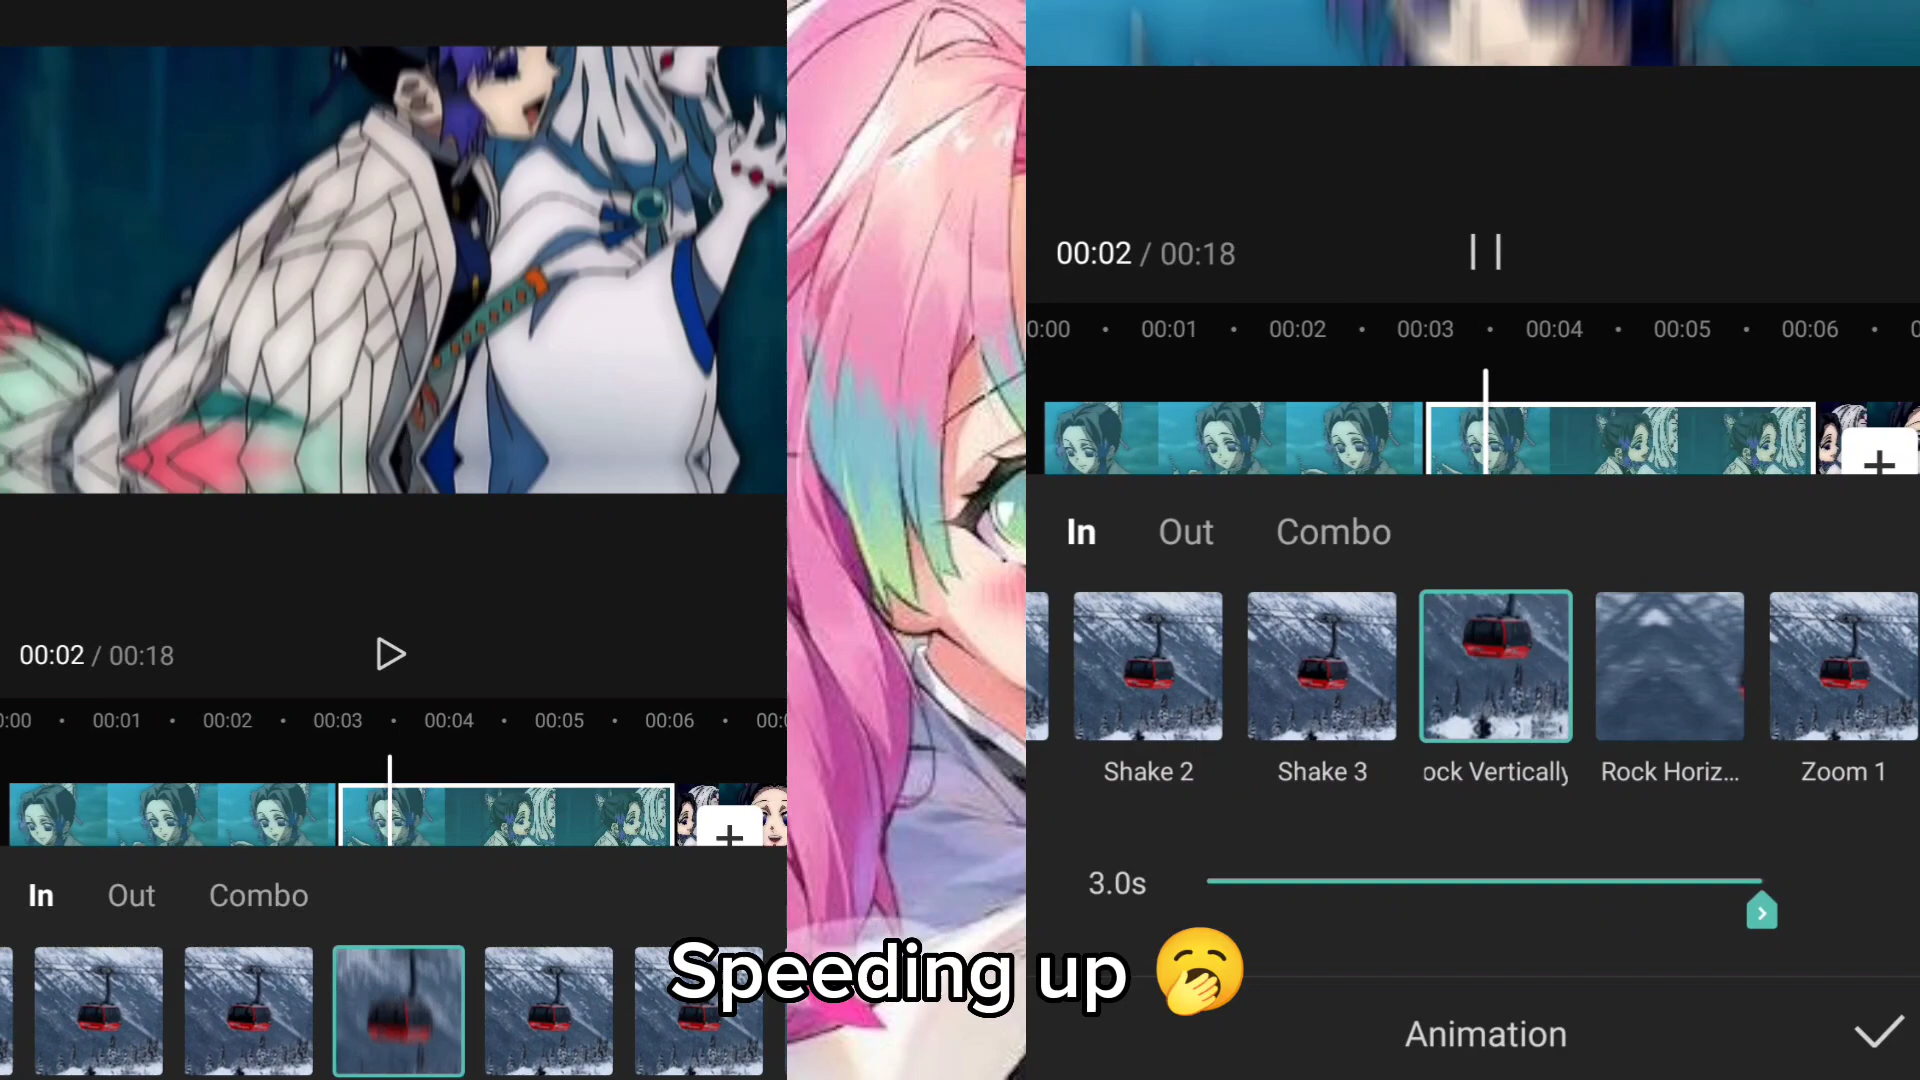 00:02 / 00:18
0:00 00:01 00:02 00:03 00:04 00:05 00:06 00:0
+
In Out Combo
00:02 / 00:18
0:00 00:01 00:02 00:03 00:04 00:05 00:06 0
+
In Out Combo
Shake 2 Shake 3 ock Vertically Rock Horiz... Zoom 1
3.0s
Speeding up 🥱
Animation